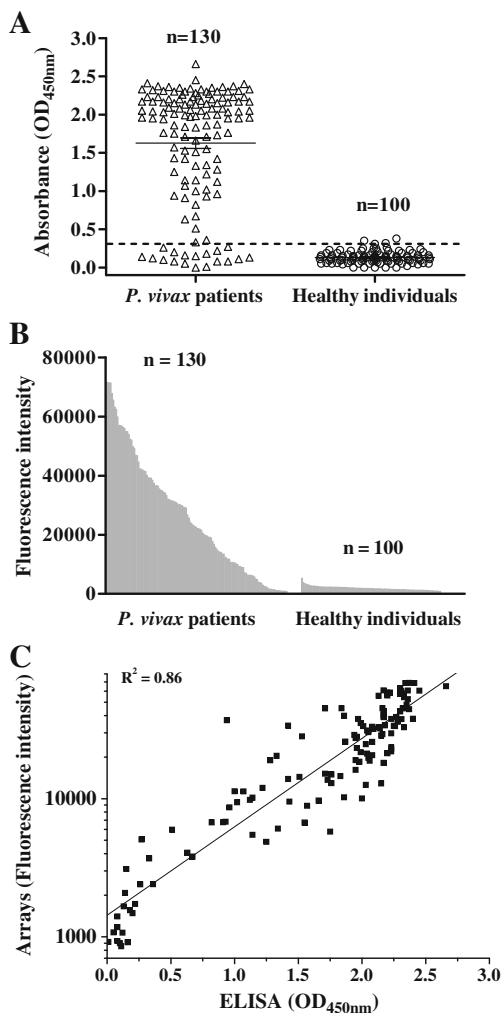 A
n=130
n=100
Absorbance (OD450nm)
3.0
2.5
2.0
1.5
1.0
0.5
0.0
P. vivax patients Healthy individuals
B
n = 130
n = 100
Fluorescence intensity
80000
60000
40000
20000
0
P. vivax patients Healthy individuals
C
R² = 0.86
Arrays (Fluorescence intensity)
10000
1000
0.0 0.5 1.0 1.5 2.0 2.5 3.0
ELISA (OD450nm)